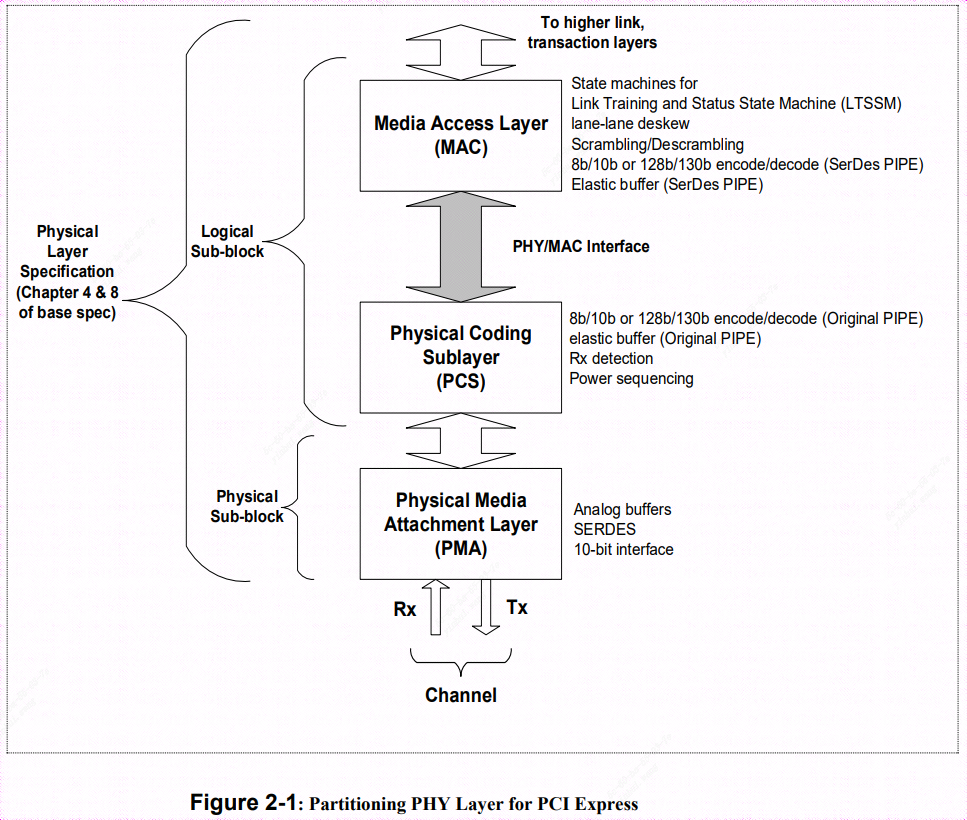 To higher link,
transaction layers
Media Access Layer
(MAC)
State machines for
Link Training and Status State Machine (LTSSM)
lane-lane deskew
Scrambling/Descrambling
8b/10b or 128b/130b encode/decode (SerDes PIPE)
Elastic buffer (SerDes PIPE)
Physical
Layer
Specification
(Chapter 4 & 8
of base spec)
Logical
Sub-block
PHY/MAC Interface
Physical Coding
Sublayer
(PCS)
8b/10b or 128b/130b encode/decode (Original PIPE)
elastic buffer (Original PIPE)
Rx detection
Power sequencing
Physical
Sub-block
Physical Media
Attachment Layer
(PMA)
Analog buffers
SERDES
10-bit interface
Rx
Tx
Channel
Figure 2-1: Partitioning PHY Layer for PCI Express